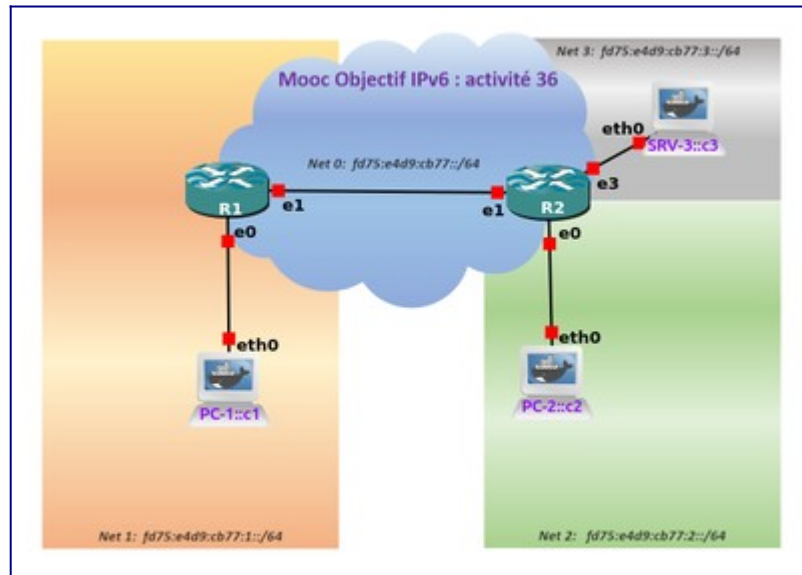 Net 3: fd75:e4d9:cb77:3::/64
Mooc Objectif IPv6 : activité 36
eth0
SRV-3::c3
Net 0: fd75:e4d9:cb77::/64
e3
R1
e1
e1
R2
e0
e0
eth0
eth0
PC-1::c1
PC-2::c2
Net 1: fd75:e4d9:cb77:1::/64
Net 2: fd75:e4d9:cb77:2::/64